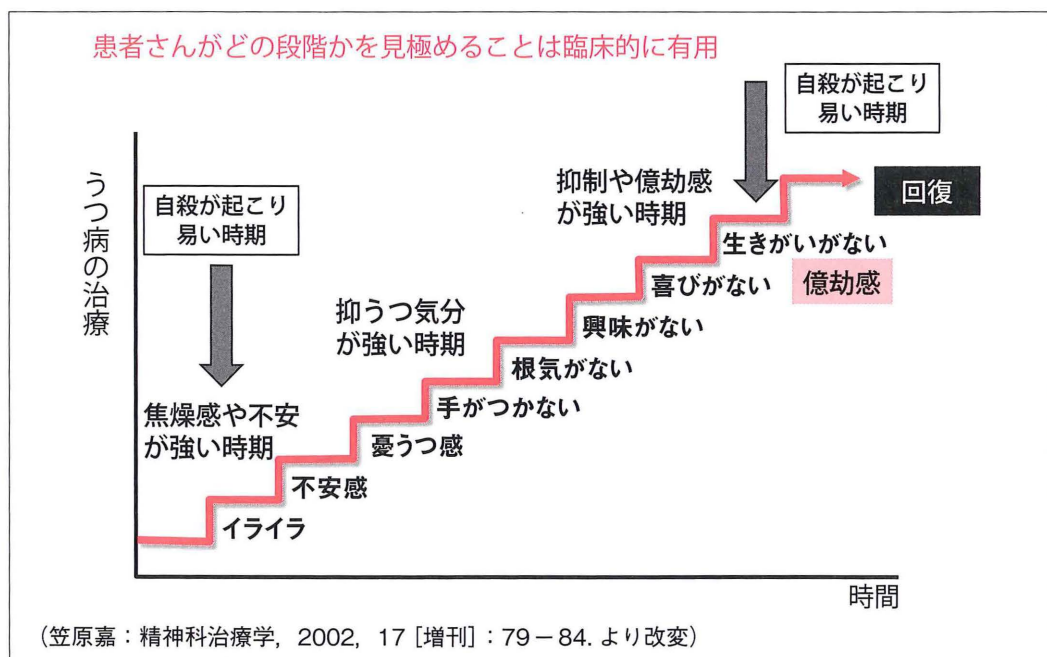 患者さんがどの段階かを見極めることは臨床的に有用
自殺が起こり
易い時期
うつ病の治療
自殺が起こり
易い時期
抑制や億劫感
が強い時期
回復
生きがいがない
億劫感
喜びがない
抑うつ気分
が強い時期
興味がない
根気がない
手がつかない
焦燥感や不安
が強い時期
憂うつ感
不安感
イライラ
時間
(笠原嘉:精神科治療学, 2002, 17 [増刊]:79-84. より改変)